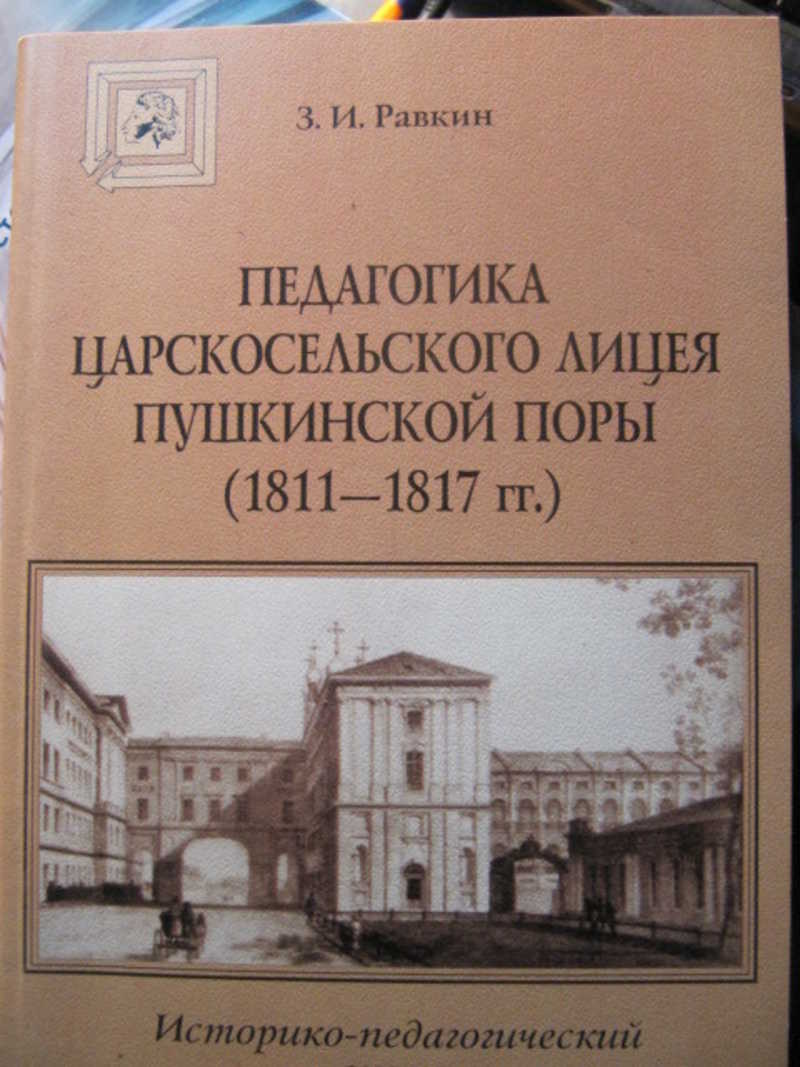 З. И. Равкин
ПЕДАГОГИКА
ЦАРСКОСЕЛЬСКОГО ЛИЦЕЯ
ПУШКИНСКОЙ ПОРЫ
(1811—1817 гг.)
Историко-педагогический